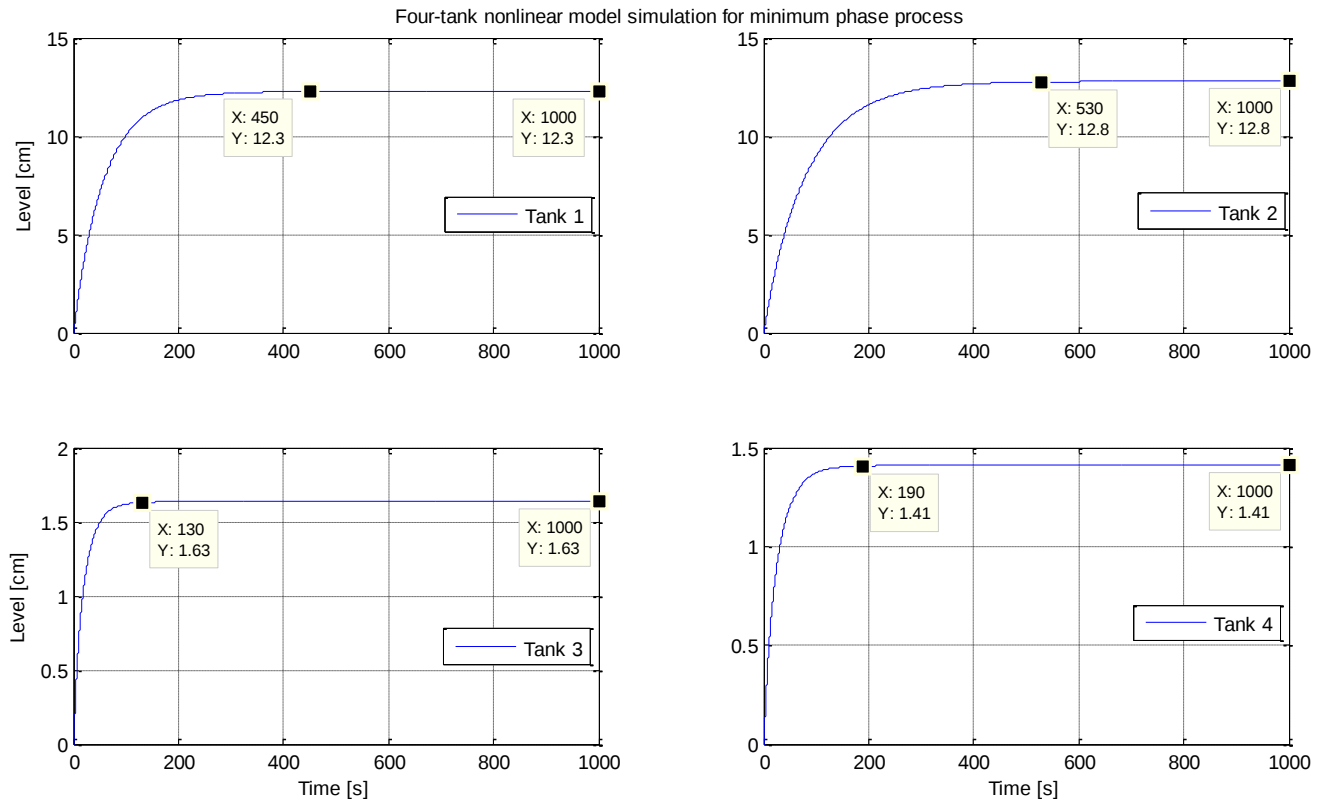 Four-tank nonlinear model simulation for minimum phase process
15
10
5
0
Level [cm]
X: 450
Y: 12.3
X: 1000
Y: 12.3
Tank 1
0 200 400 600 800 1000
15
10
5
0
X: 530
Y: 12.8
X: 1000
Y: 12.8
Tank 2
0 200 400 600 800 1000
2
1.5
1
0.5
0
Level [cm]
X: 130
Y: 1.63
X: 1000
Y: 1.63
Tank 3
0 200 400 600 800 1000
Time [s]
1.5
1
0.5
0
X: 190
Y: 1.41
X: 1000
Y: 1.41
Tank 4
0 200 400 600 800 1000
Time [s]